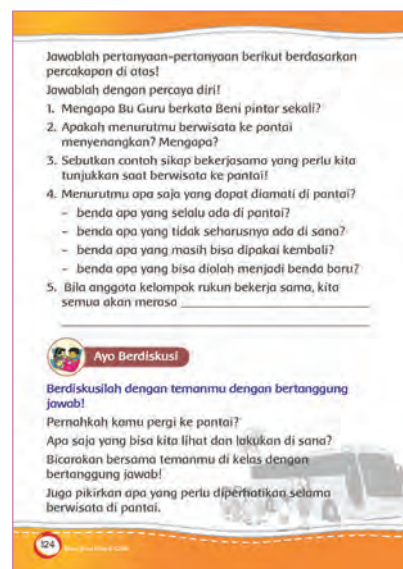 Jawablah pertanyaan-pertanyaan berikut berdasarkan
percakapan di atas!
Jawablah dengan percaya diri!
1. Mengapa Bu Guru berkata Beni pintar sekali?
2. Apakah menurutmu berwisata ke pantai
menyenangkan? Mengapa?
3. Sebutkan contoh sikap bekerjasama yang perlu kita
tunjukkan saat berwisata ke pantai!
4. Menurutmu apa saja yang dapat diamati di pantai?
- benda apa yang selalu ada di pantai?
- benda apa yang tidak seharusnya ada di sana?
- benda apa yang masih bisa dipakai kembali?
- benda apa yang bisa diolah menjadi benda baru?
5. Bila anggota kelompok rukun bekerja sama, kita
semua akan merasa
Ayo Berdiskusi
Berdiskusilah dengan temanmu dengan bertanggung
jawab!
Pernahkah kamu pergi ke pantai?
Apa saja yang bisa kita lihat dan lakukan di sana?
Bicarakan bersama temanmu di kelas dengan
bertanggung jawab!
Juga pikirkan apa yang perlu diperhatikan selama
berwisata di pantai.
124